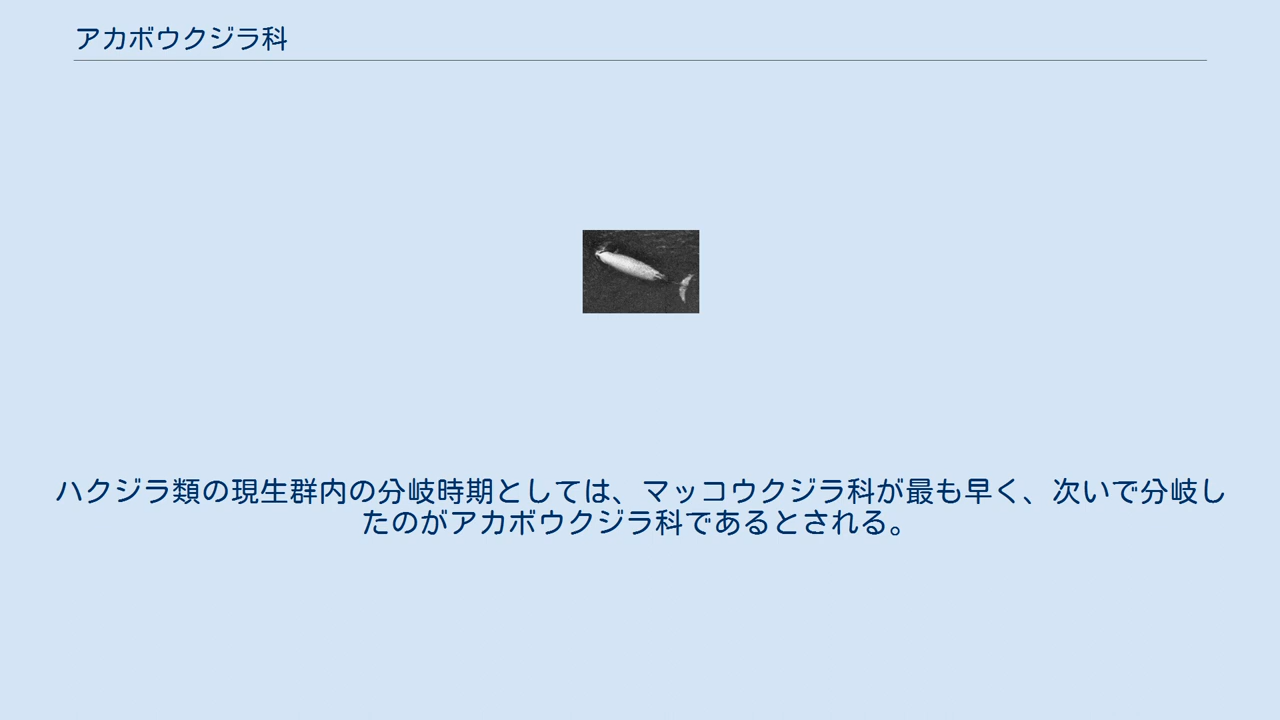 アカボウクジラ科
ハクジラ類の現生群内の分岐時期としては、マッコウクジラ科が最も早く、次いで分岐し
たのがアカボウクジラ科であるとされる。